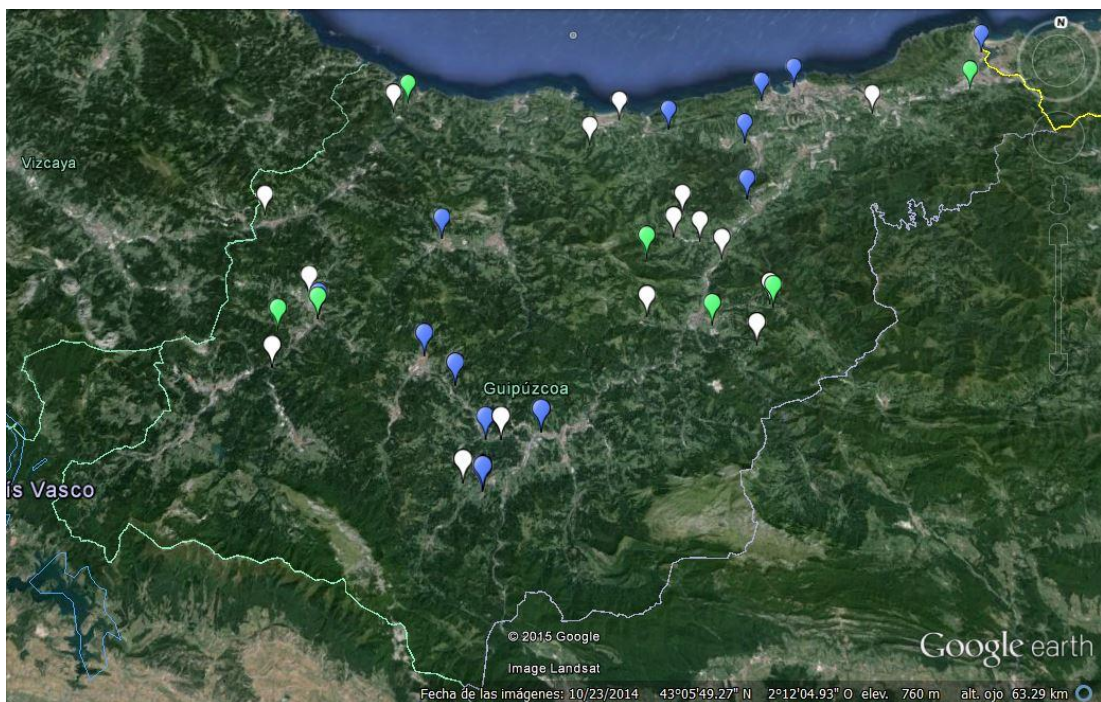 N
Vizcaya
Guipúzcoa
ís Vasco
© 2015 Google
Google earth
Image Landsat
Fecha de las imágenes: 10/23/2014 43°05'49.27" N 2°12'04.93" O elev. 760 m alt. ojo 63.29 km